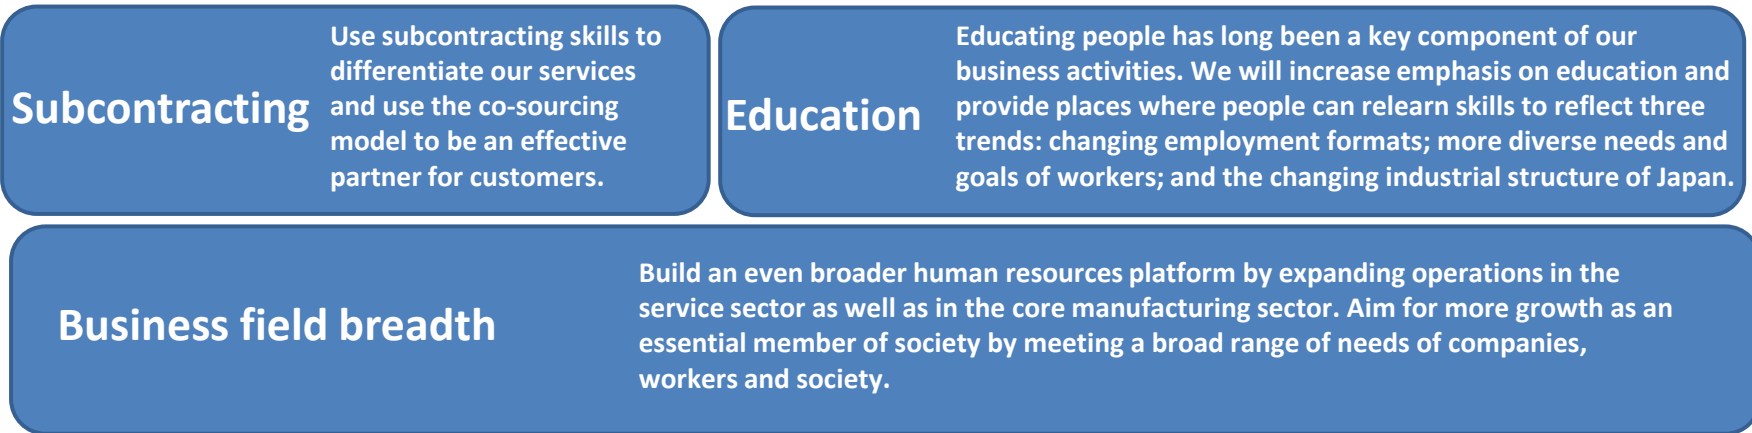 Subcontracting
Use subcontracting skills to
differentiate our services
and use the co-sourcing
model to be an effective
partner for customers.
Education
Educating people has long been a key component of our
business activities. We will increase emphasis on education and
provide places where people can relearn skills to reflect three
trends: changing employment formats; more diverse needs and
goals of workers; and the changing industrial structure of Japan.
Business field breadth
Build an even broader human resources platform by expanding operations in the
service sector as well as in the core manufacturing sector. Aim for more growth as an
essential member of society by meeting a broad range of needs of companies,
workers and society.